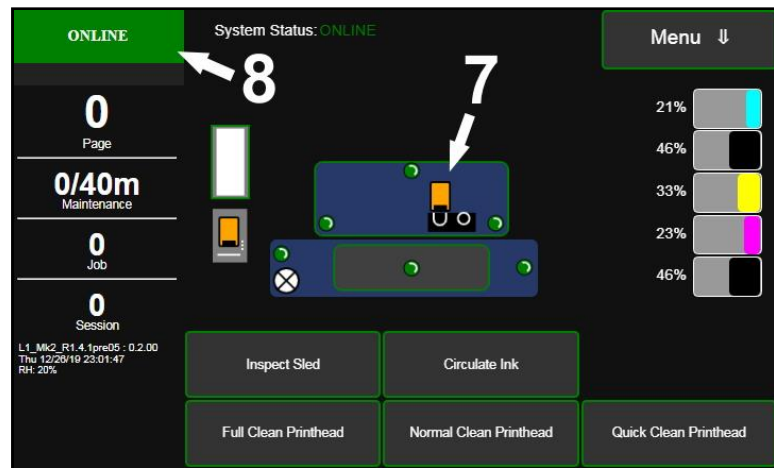 ONLINE
System Status: ONLINE
Menu ⇓
8
7
0
Page
0/40m
Maintenance
0
Job
0
Session
L1_Mk2_R1.4.1pre05 : 0.2.00
Thu 12/26/19 23:01:47
RH: 20%
21%
46%
33%
23%
46%
Inspect Sled
Circulate Ink
Full Clean Printhead
Normal Clean Printhead
Quick Clean Printhead